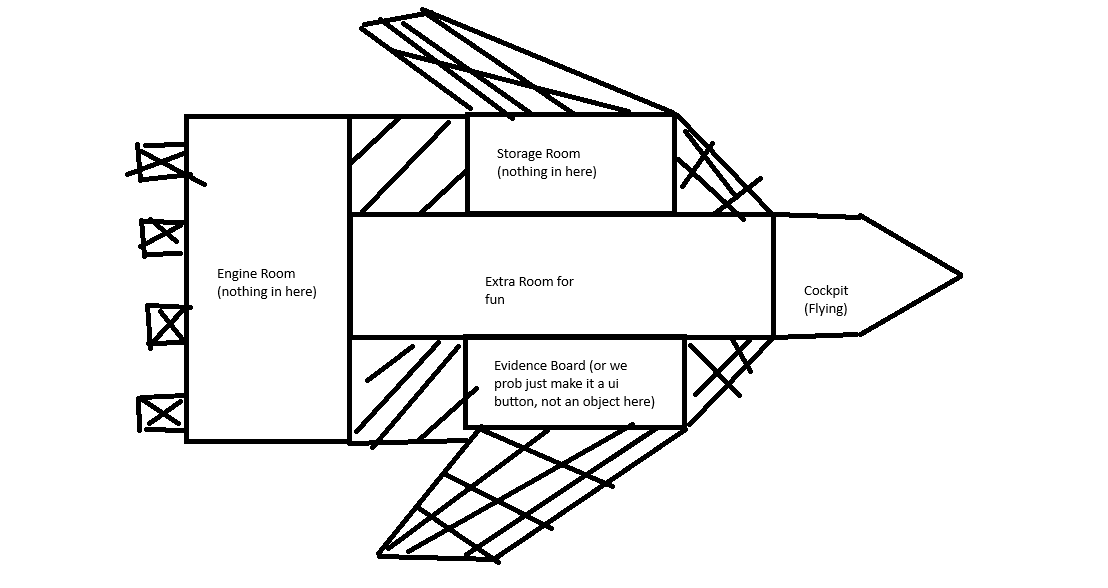 Storage Room
(nothing in here)
Engine Room
(nothing in here)
Extra Room for
fun
Cockpit
(Flying)
Evidence Board (or we
prob just make it a ui
button, not an object here)